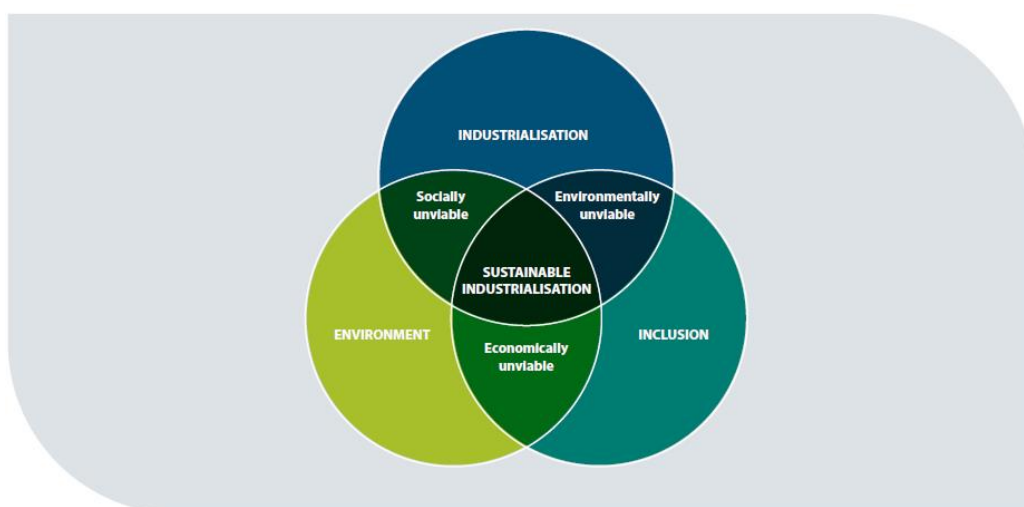 INDUSTRIALISATION
Socially
unviable
Environmentally
unviable
SUSTAINABLE
INDUSTRIALISATION
ENVIRONMENT
INCLUSION
Economically
unviable